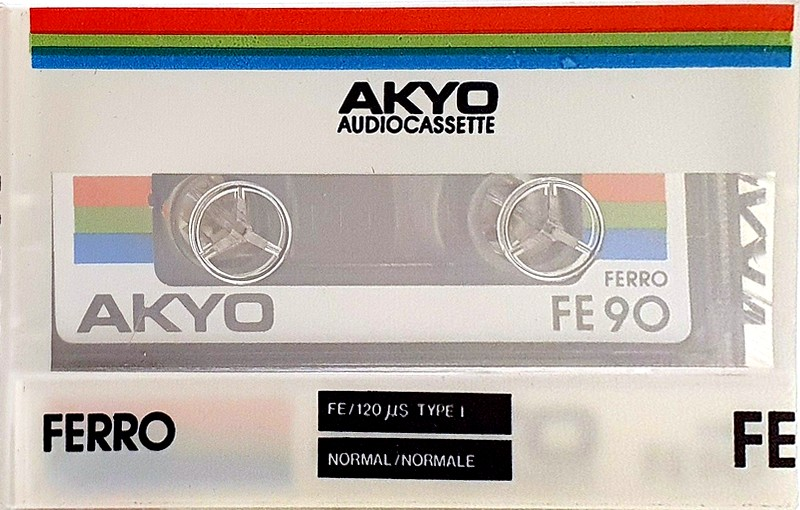 AKYO
AUDIOCASSETTE
FERRO
AKYO
FE 90
FERRO
FE/120 µS TYPE I
NORMAL/NORMALE
FE